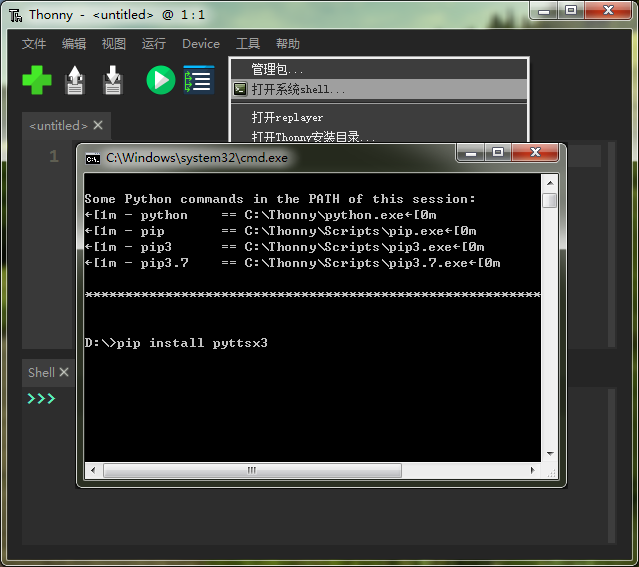 Thonny - <untitled> @ 1:1
文件 编辑 视图 运行 Device 工具 帮助
管理包...
打开系统shell...
打开replayer
打开Thonny安装目录...
<untitled> ✕
1
C:\Windows\system32\cmd.exe
C:\.
Some Python commands in the PATH of this session:
←[1m - python    == C:\Thonny\python.exe←[0m
←[1m - pip       == C:\Thonny\Scripts\pip.exe←[0m
←[1m - pip3      == C:\Thonny\Scripts\pip3.exe←[0m
←[1m - pip3.7    == C:\Thonny\Scripts\pip3.7.exe←[0m
*********************************************************
D:\>pip install pyttsx3
Shell ✕
>>>